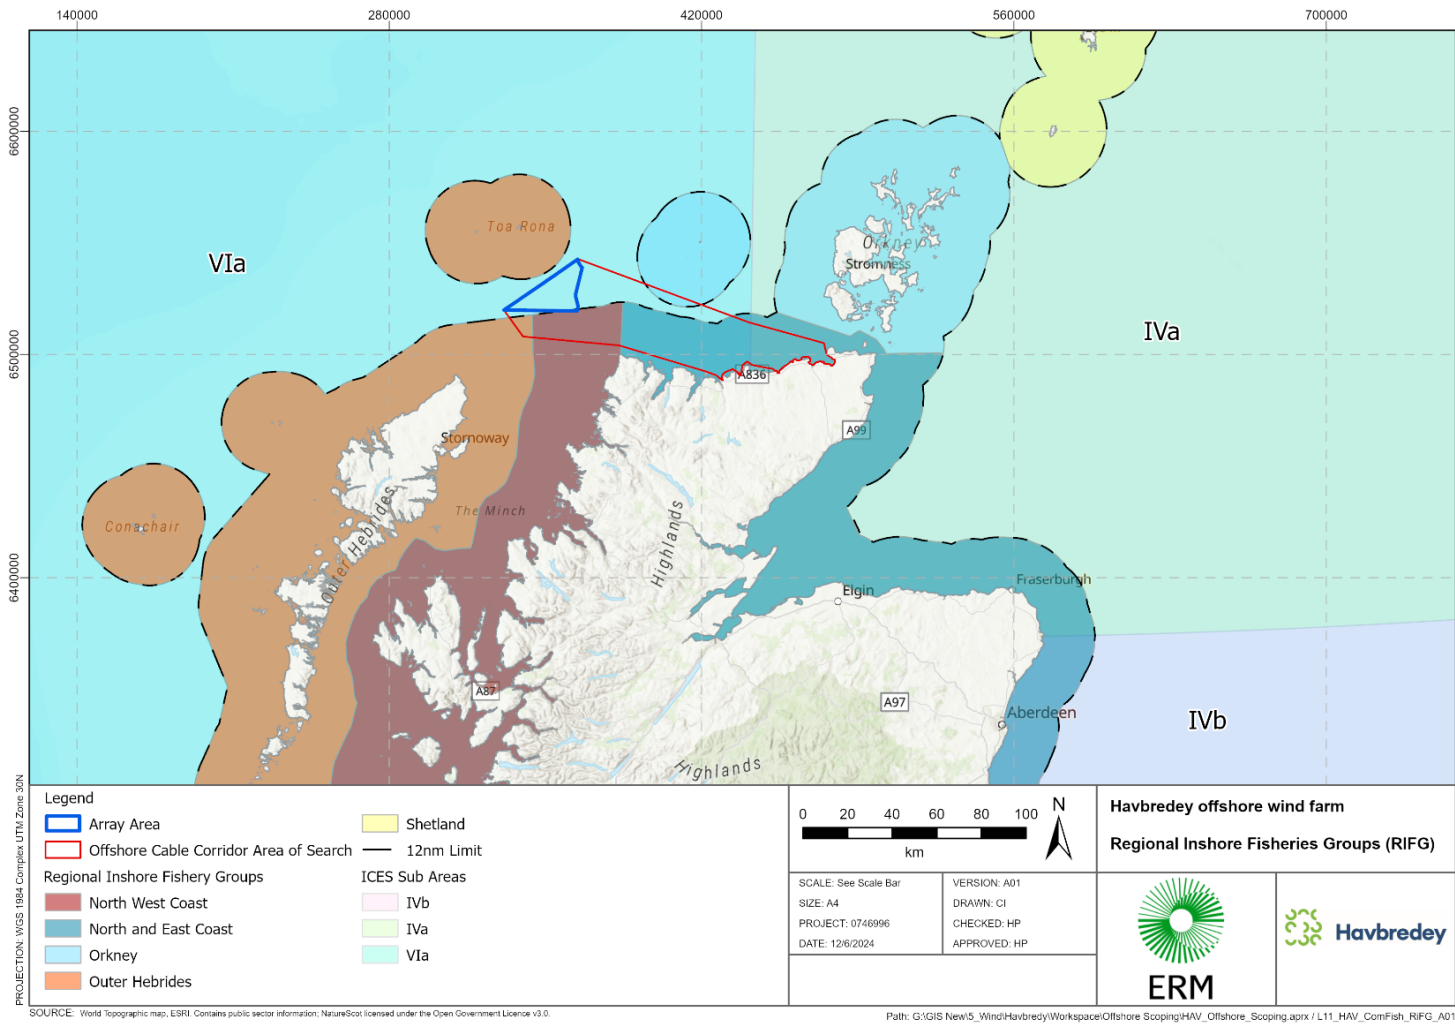 140000
280000
420000
560000
700000
6600000
6500000
6400000
VIa
IVa
IVb
Toa Rona
Orkney
Stromness
A836
A99
Stornoway
The Minch
Conachair
Outer Hebrides
Highlands
Elgin
Fraserburgh
A87
A97
Aberdeen
Highlands
PROJECTION: WGS 1984 Complex UTM Zone 30N
Legend
Array Area
Offshore Cable Corridor Area of Search
Regional Inshore Fishery Groups
North West Coast
North and East Coast
Orkney
Outer Hebrides
Shetland
12nm Limit
ICES Sub Areas
IVb
IVa
VIa
0 20 40 60 80 100
km
N
SCALE: See Scale Bar
SIZE: A4
PROJECT: 0746996
DATE: 12/6/2024
VERSION: A01
DRAWN: CI
CHECKED: HP
APPROVED: HP
Havbredey offshore wind farm
Regional Inshore Fisheries Groups (RIFG)
ERM
Havbredey
SOURCE: World Topographic map, ESRI. Contains public sector information; NatureScot licensed under the Open Government Licence v3.0.
Path: G:\GIS New\5_Wind\Havbredy\Workspace\Offshore Scoping\HAV_Offshore_Scoping.aprx / L11_HAV_ComFish_RiFG_A01